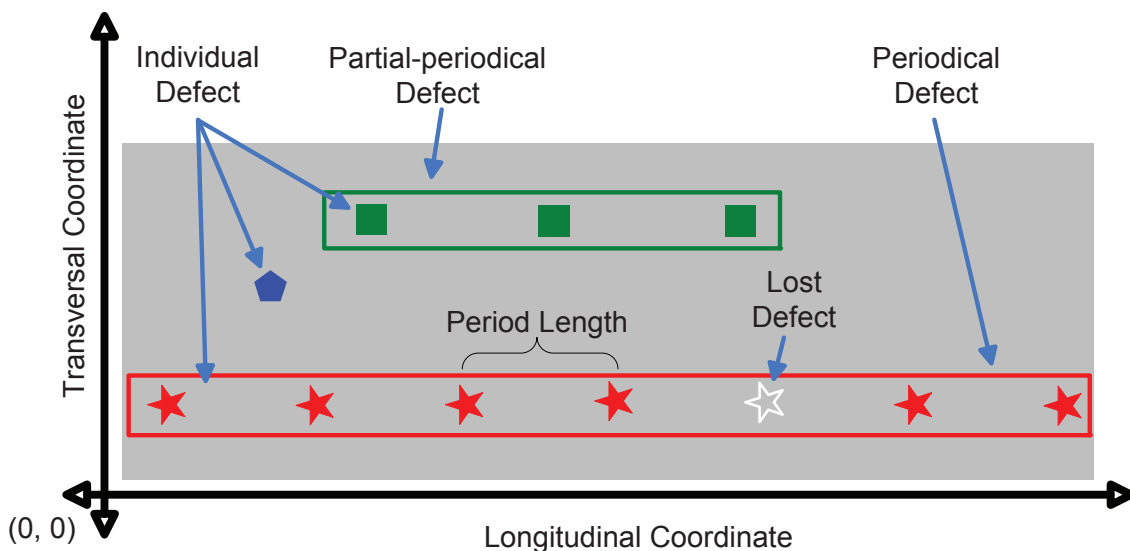 Individual
Defect
Partial-periodical
Defect
Periodical
Defect
Transversal Coordinate
Lost
Defect
Period Length
(0, 0)
Longitudinal Coordinate